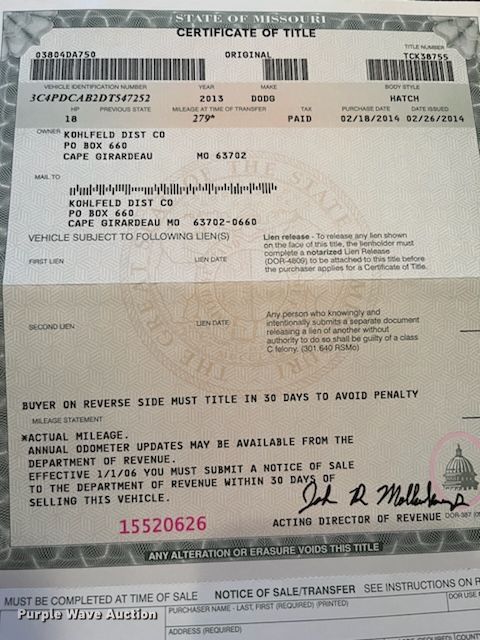 STATE OF MISSOURI
CERTIFICATE OF TITLE
03804DA750 ORIGINAL TITLE NUMBER
TCK38755
VEHICLE IDENTIFICATION NUMBER YEAR MAKE BODY STYLE
3C4PDCAB2DT547252 2013 DODG HATCH
HP PREVIOUS STATE MILEAGE AT TIME OF TRANSFER TAX PURCHASE DATE DATE ISSUED
18 279* PAID 02/18/2014 02/26/2014
OWNER KOHLFELD DIST CO
PO BOX 660
CAPE GIRARDEAU MO 63702
MAIL TO
KOHLFELD DIST CO
PO BOX 660
CAPE GIRARDEAU MO 63702-0660
VEHICLE SUBJECT TO FOLLOWING LIEN(S)
FIRST LIEN LIEN DATE
Lien release - To release any lien shown
on the face of this title, the lienholder must
complete a notarized Lien Release
(DOR-4809) to be attached to this title before
the purchaser applies for a Certificate of Title.
SECOND LIEN LIEN DATE
Any person who knowingly and
intentionally submits a separate document
releasing a lien of another without
authority to do so shall be guilty of a class
C felony. (301.640 RSMo)
BUYER ON REVERSE SIDE MUST TITLE IN 30 DAYS TO AVOID PENALTY
MILEAGE STATEMENT
*ACTUAL MILEAGE.
ANNUAL ODOMETER UPDATES MAY BE AVAILABLE FROM THE
DEPARTMENT OF REVENUE.
EFFECTIVE 1/1/06 YOU MUST SUBMIT A NOTICE OF SALE
TO THE DEPARTMENT OF REVENUE WITHIN 30 DAYS OF
SELLING THIS VEHICLE.
15520626
ACTING DIRECTOR OF REVENUE DOR-387
ANY ALTERATION OR ERASURE VOIDS THIS TITLE
MUST BE COMPLETED AT TIME OF SALE NOTICE OF SALE/TRANSFER SEE INSTRUCTIONS ON R
PURCHASER NAME - LAST, FIRST (REQUIRED) (PRINTED) DOR USE
ADDRESS (REQUIRED)
Purple Wave Auction